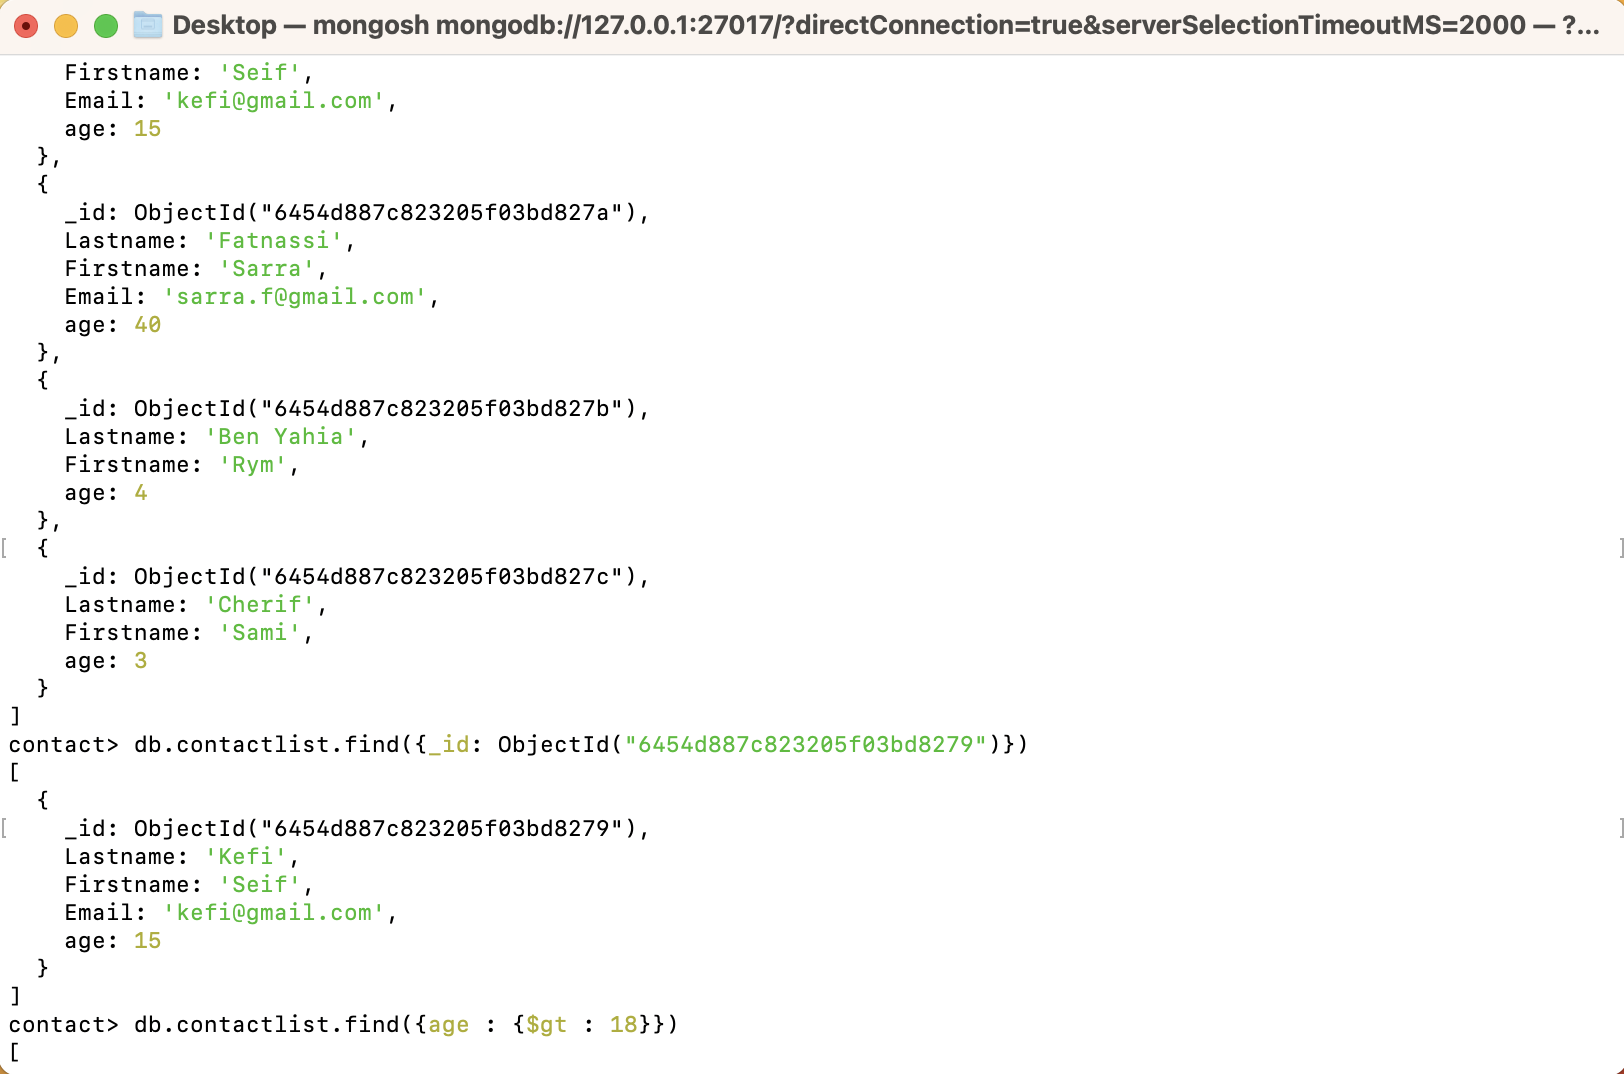 Desktop — mongosh mongodb://127.0.0.1:27017/?directConnection=true&serverSelectionTimeoutMS=2000 — ?...
    Firstname: 'Seif',
    Email: 'kefi@gmail.com',
    age: 15
  },
  {
    _id: ObjectId("6454d887c823205f03bd827a"),
    Lastname: 'Fatnassi',
    Firstname: 'Sarra',
    Email: 'sarra.f@gmail.com',
    age: 40
  },
  {
    _id: ObjectId("6454d887c823205f03bd827b"),
    Lastname: 'Ben Yahia',
    Firstname: 'Rym',
    age: 4
  },
[  {                                                                    ]
    _id: ObjectId("6454d887c823205f03bd827c"),
    Lastname: 'Cherif',
    Firstname: 'Sami',
    age: 3
  }
]
contact> db.contactlist.find({_id: ObjectId("6454d887c823205f03bd8279")})
[
  {
[    _id: ObjectId("6454d887c823205f03bd8279"),                          ]
    Lastname: 'Kefi',
    Firstname: 'Seif',
    Email: 'kefi@gmail.com',
    age: 15
  }
]
contact> db.contactlist.find({age : {$gt : 18}})
[